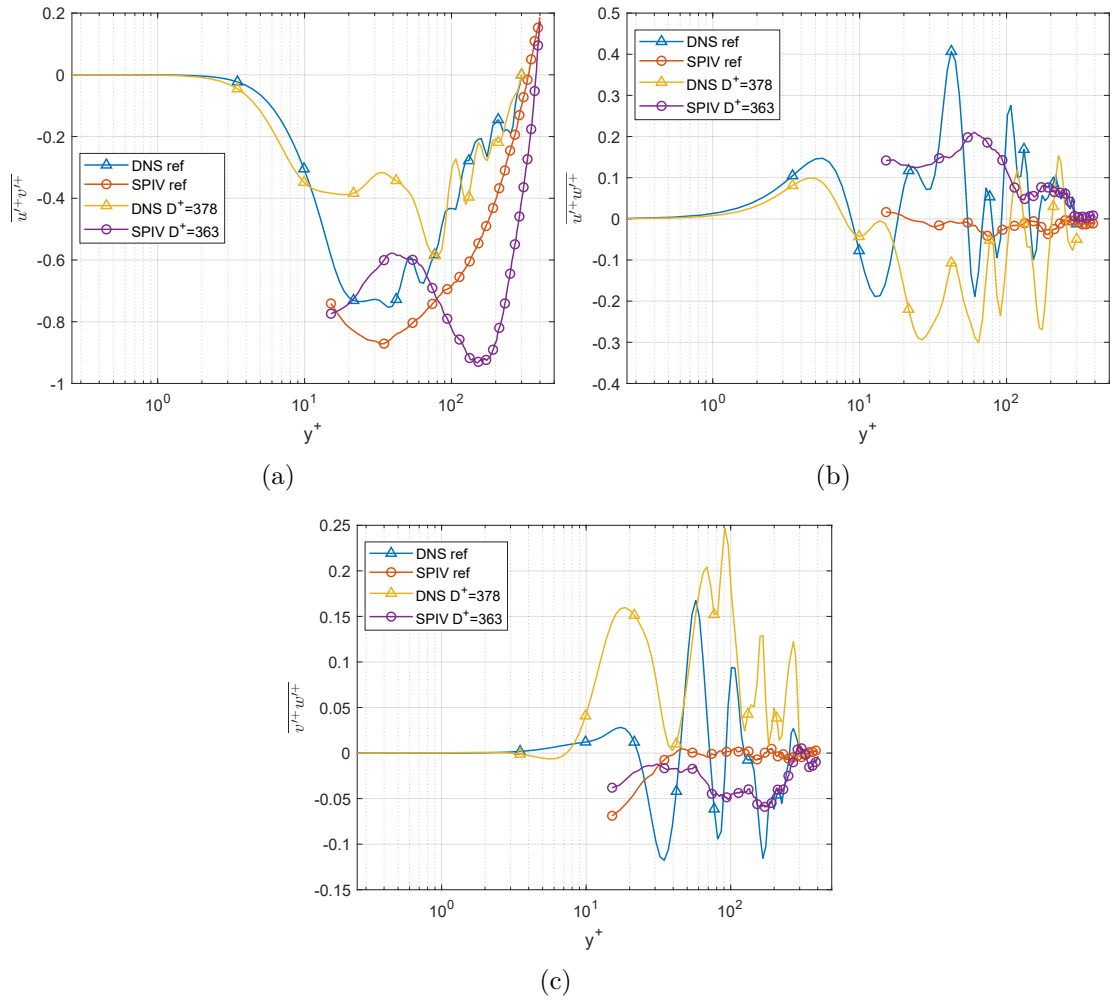 0
-0.2
-0.4
-0.6
-0.8
-1
10^0
10^1
10^2
y^+
\overline{u'^+v'^+}
DNS ref
SPIV ref
DNS D^+=378
SPIV D^+=363
(a)
0.5
0.4
0.3
0.2
0.1
0
-0.1
-0.2
-0.3
0.4
10^0
10^1
10^2
y^+
\overline{u'^+w'^+}
DNS ref
SPIV ref
DNS D^+=378
SPIV D^+=363
(b)
0.25
0.2
0.15
0.1
0.05
0
-0.05
-0.1
-0.15
10^0
10^1
10^2
y^+
\overline{v'^+w'^+}
DNS ref
SPIV ref
DNS D^+=378
SPIV D^+=363
(c)